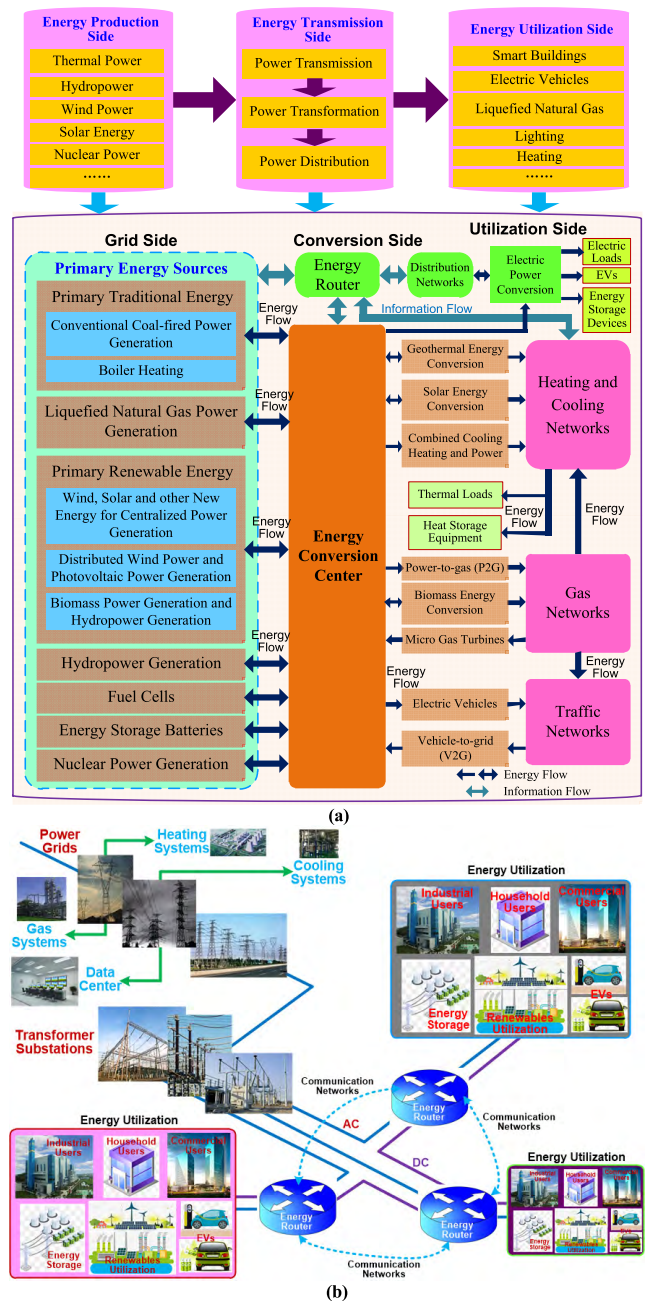 Energy Production
Side
Thermal Power
Hydropower
Wind Power
Solar Energy
Nuclear Power
......
Energy Transmission
Side
Power Transmission
Power Transformation
Power Distribution
Energy Utilization Side
Smart Buildings
Electric Vehicles
Liquefied Natural Gas
Lighting
Heating
......
Grid Side
Conversion Side
Utilization Side
Primary Energy Sources
Primary Traditional Energy
Conventional Coal-fired Power
Generation
Boiler Heating
Liquefied Natural Gas Power
Generation
Primary Renewable Energy
Wind, Solar and other New
Energy for Centralized Power
Generation
Distributed Wind Power and
Photovoltaic Power Generation
Biomass Power Generation and
Hydropower Generation
Hydropower Generation
Fuel Cells
Energy Storage Batteries
Nuclear Power Generation
Energy
Flow
Energy
Flow
Energy
Flow
Energy
Flow
Energy
Router
Distribution
Networks
Electric
Power
Conversion
Electric
Loads
EVs
Energy
Storage
Devices
Information Flow
Energy
Conversion
Center
Geothermal Energy
Conversion
Solar Energy
Conversion
Combined Cooling
Heating and Power
Heating and
Cooling
Networks
Thermal Loads
Heat Storage
Equipment
Energy
Flow
Energy
Flow
Power-to-gas (P2G)
Biomass Energy
Conversion
Micro Gas Turbines
Gas
Networks
Energy
Flow
Energy
Flow
Electric Vehicles
Vehicle-to-grid
(V2G)
Traffic
Networks
Energy Flow
Information Flow
(a)
Power
Grids
Heating
Systems
Cooling
Systems
Gas
Systems
Data
Center
Transformer
Substations
Energy Utilization
Industrial
Users
Household
Users
Commercial
Users
Energy
Storage
Renewables
Utilization
EVs
Communication
Networks
AC
DC
Energy
Router
Communication
Networks
Energy Utilization
Industrial
Users
Household
Users
Commercial
Users
Energy
Storage
Renewables
Utilization
EVs
Energy
Router
Energy
Router
Communication
Networks
Energy Utilization
Industrial
Users
Household
Users
Commercial
Users
Energy
Storage
Renewables
Utilization
EVs
(b)